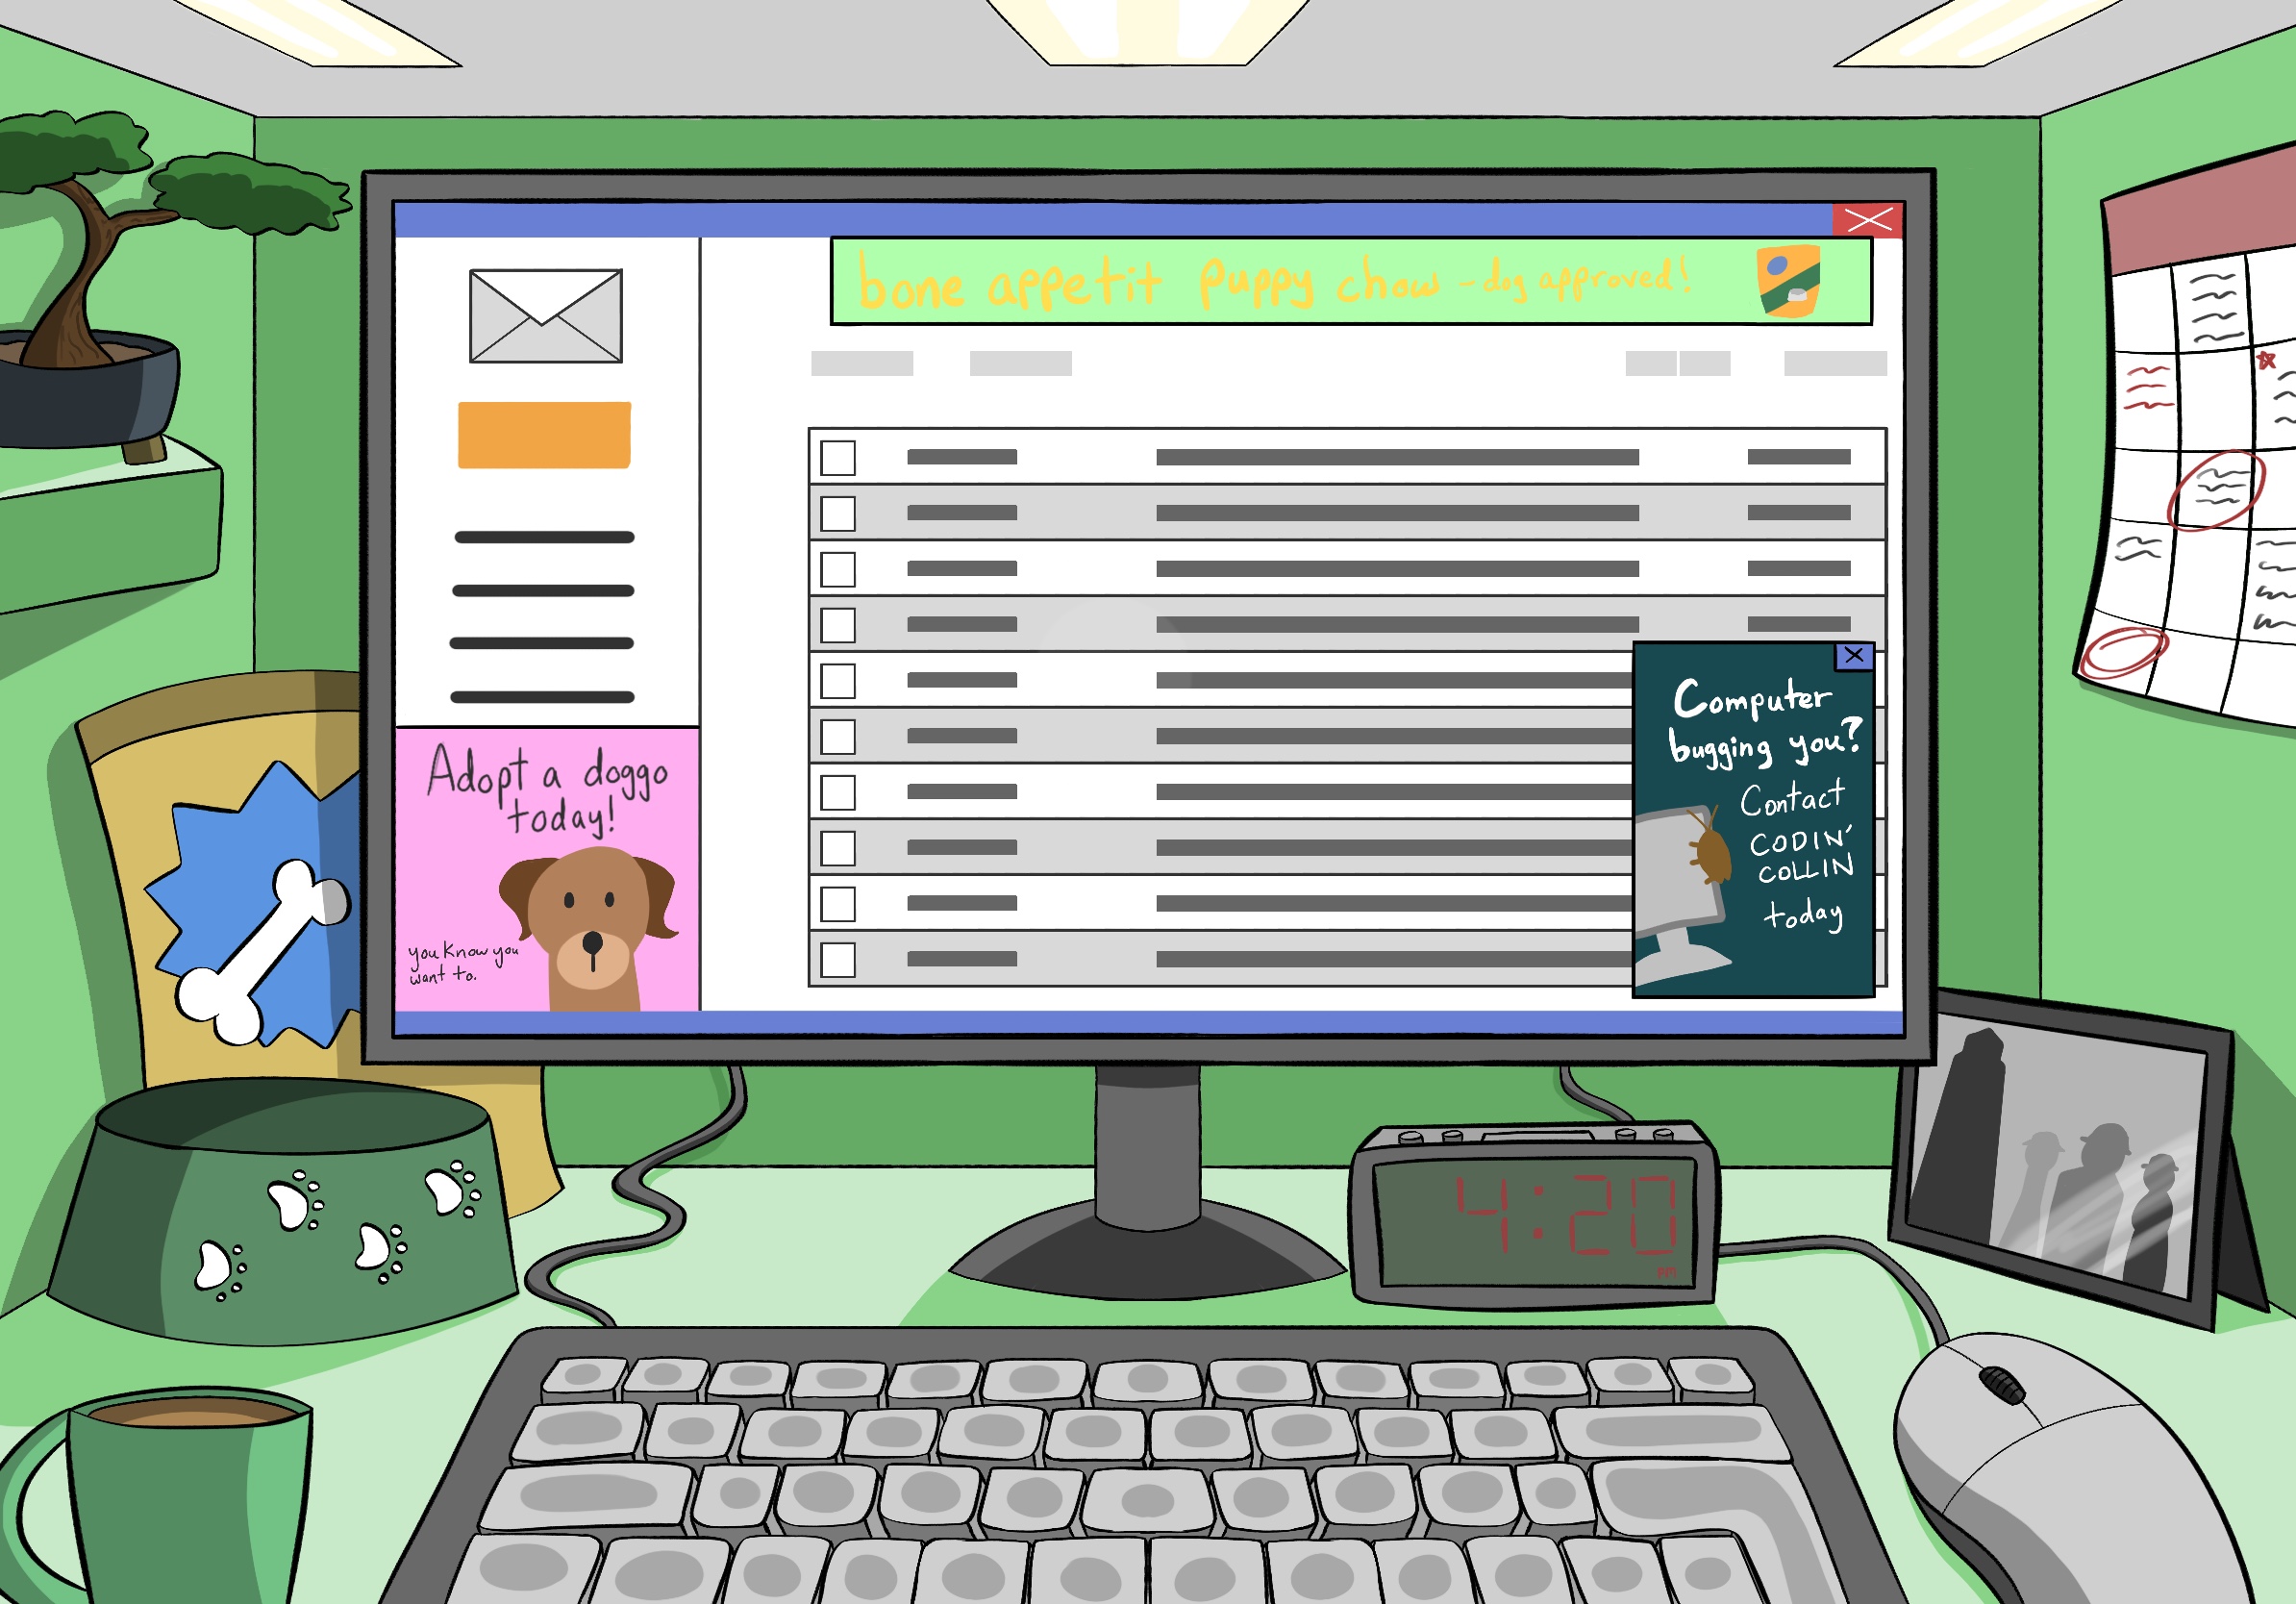 bone appetit puppy chow - dog approved!
Adopt a doggo
today!
you know you
want to.
Computer
bugging you?
Contact
CODIN'
COLLIN
today
4:20
PM